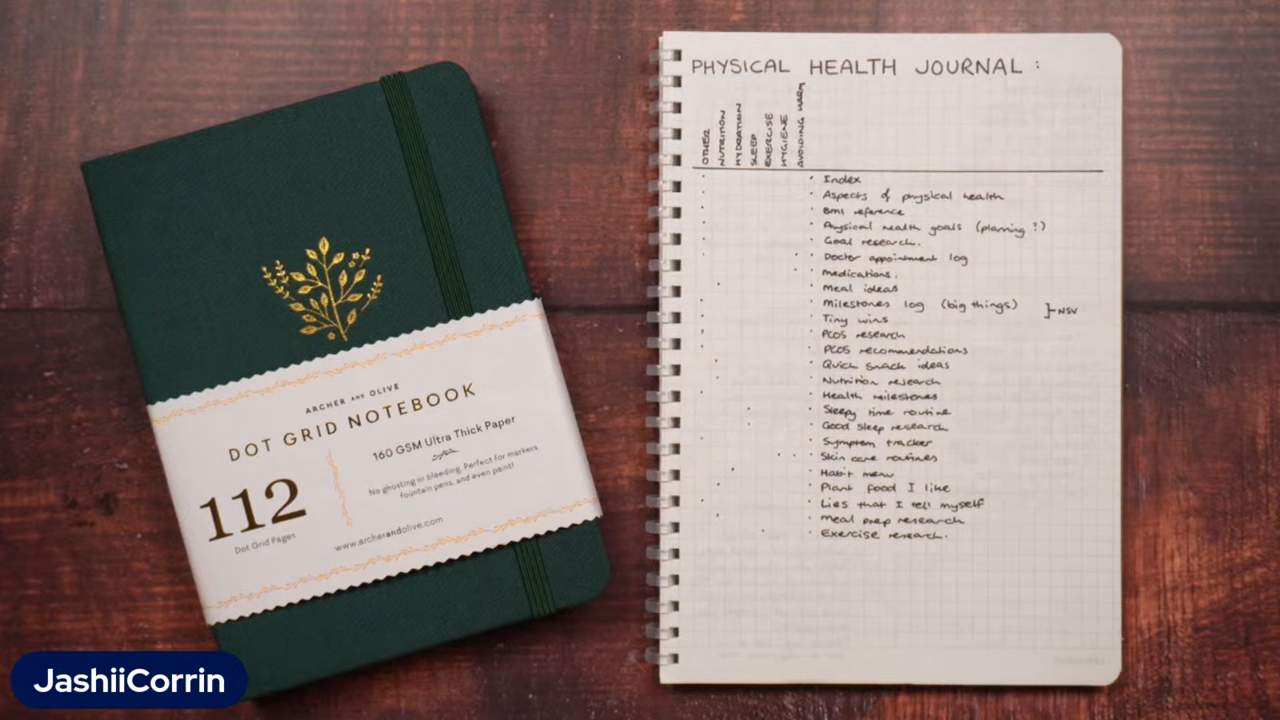 ARCHER AND OLIVE
DOT GRID NOTEBOOK
112
Dot Grid Pages
160 GSM Ultra Thick Paper
No ghosting or bleeding. Perfect for markers,
fountain pens, and even paint!
www.archerandolive.com
PHYSICAL HEALTH JOURNAL:
OTHER
NUTRITION
HYDRATION
SLEEP
EXERCISE
HYGIENE
AVOIDING HARM
· Index
· Aspects of physical health
· BMI reference
· Physical health goals (planning?)
· Goal research.
· Doctor appointment log
· Medications.
· Meal ideas
· Milestones log (big things)
· Tiny wins
NSV
· PCOS research
· PCOS recommendations
· Quick snack ideas
· Nutrition research
· Health milestones
· Sleepy time routine
· Good sleep research
· Symptom tracker
· Skin care routines
· Habit menu
· Plant food I like
· Lies that I tell myself
· Meal prep research
· Exercise research.
JashiiCorrin